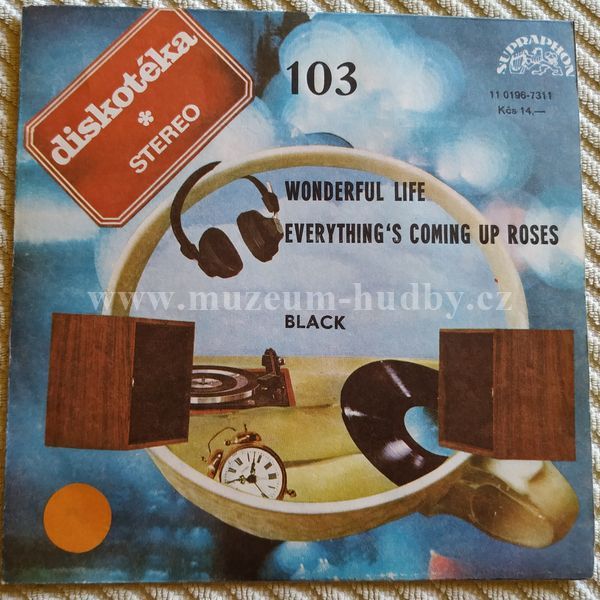 diskotéka
*
STEREO
103
SUPRAPHON
11 0196-7311
Kčs 14,—
WONDERFUL LIFE
EVERYTHING'S COMING UP ROSES
www.muzeum-hudby.cz
BLACK